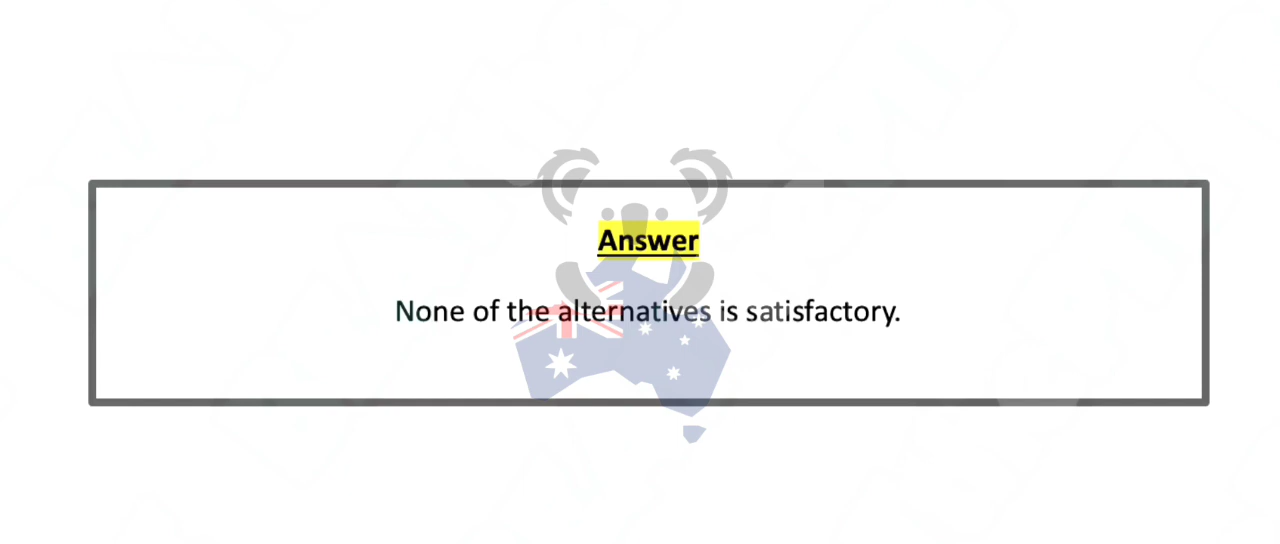 Answer
None of the alternatives is satisfactory.